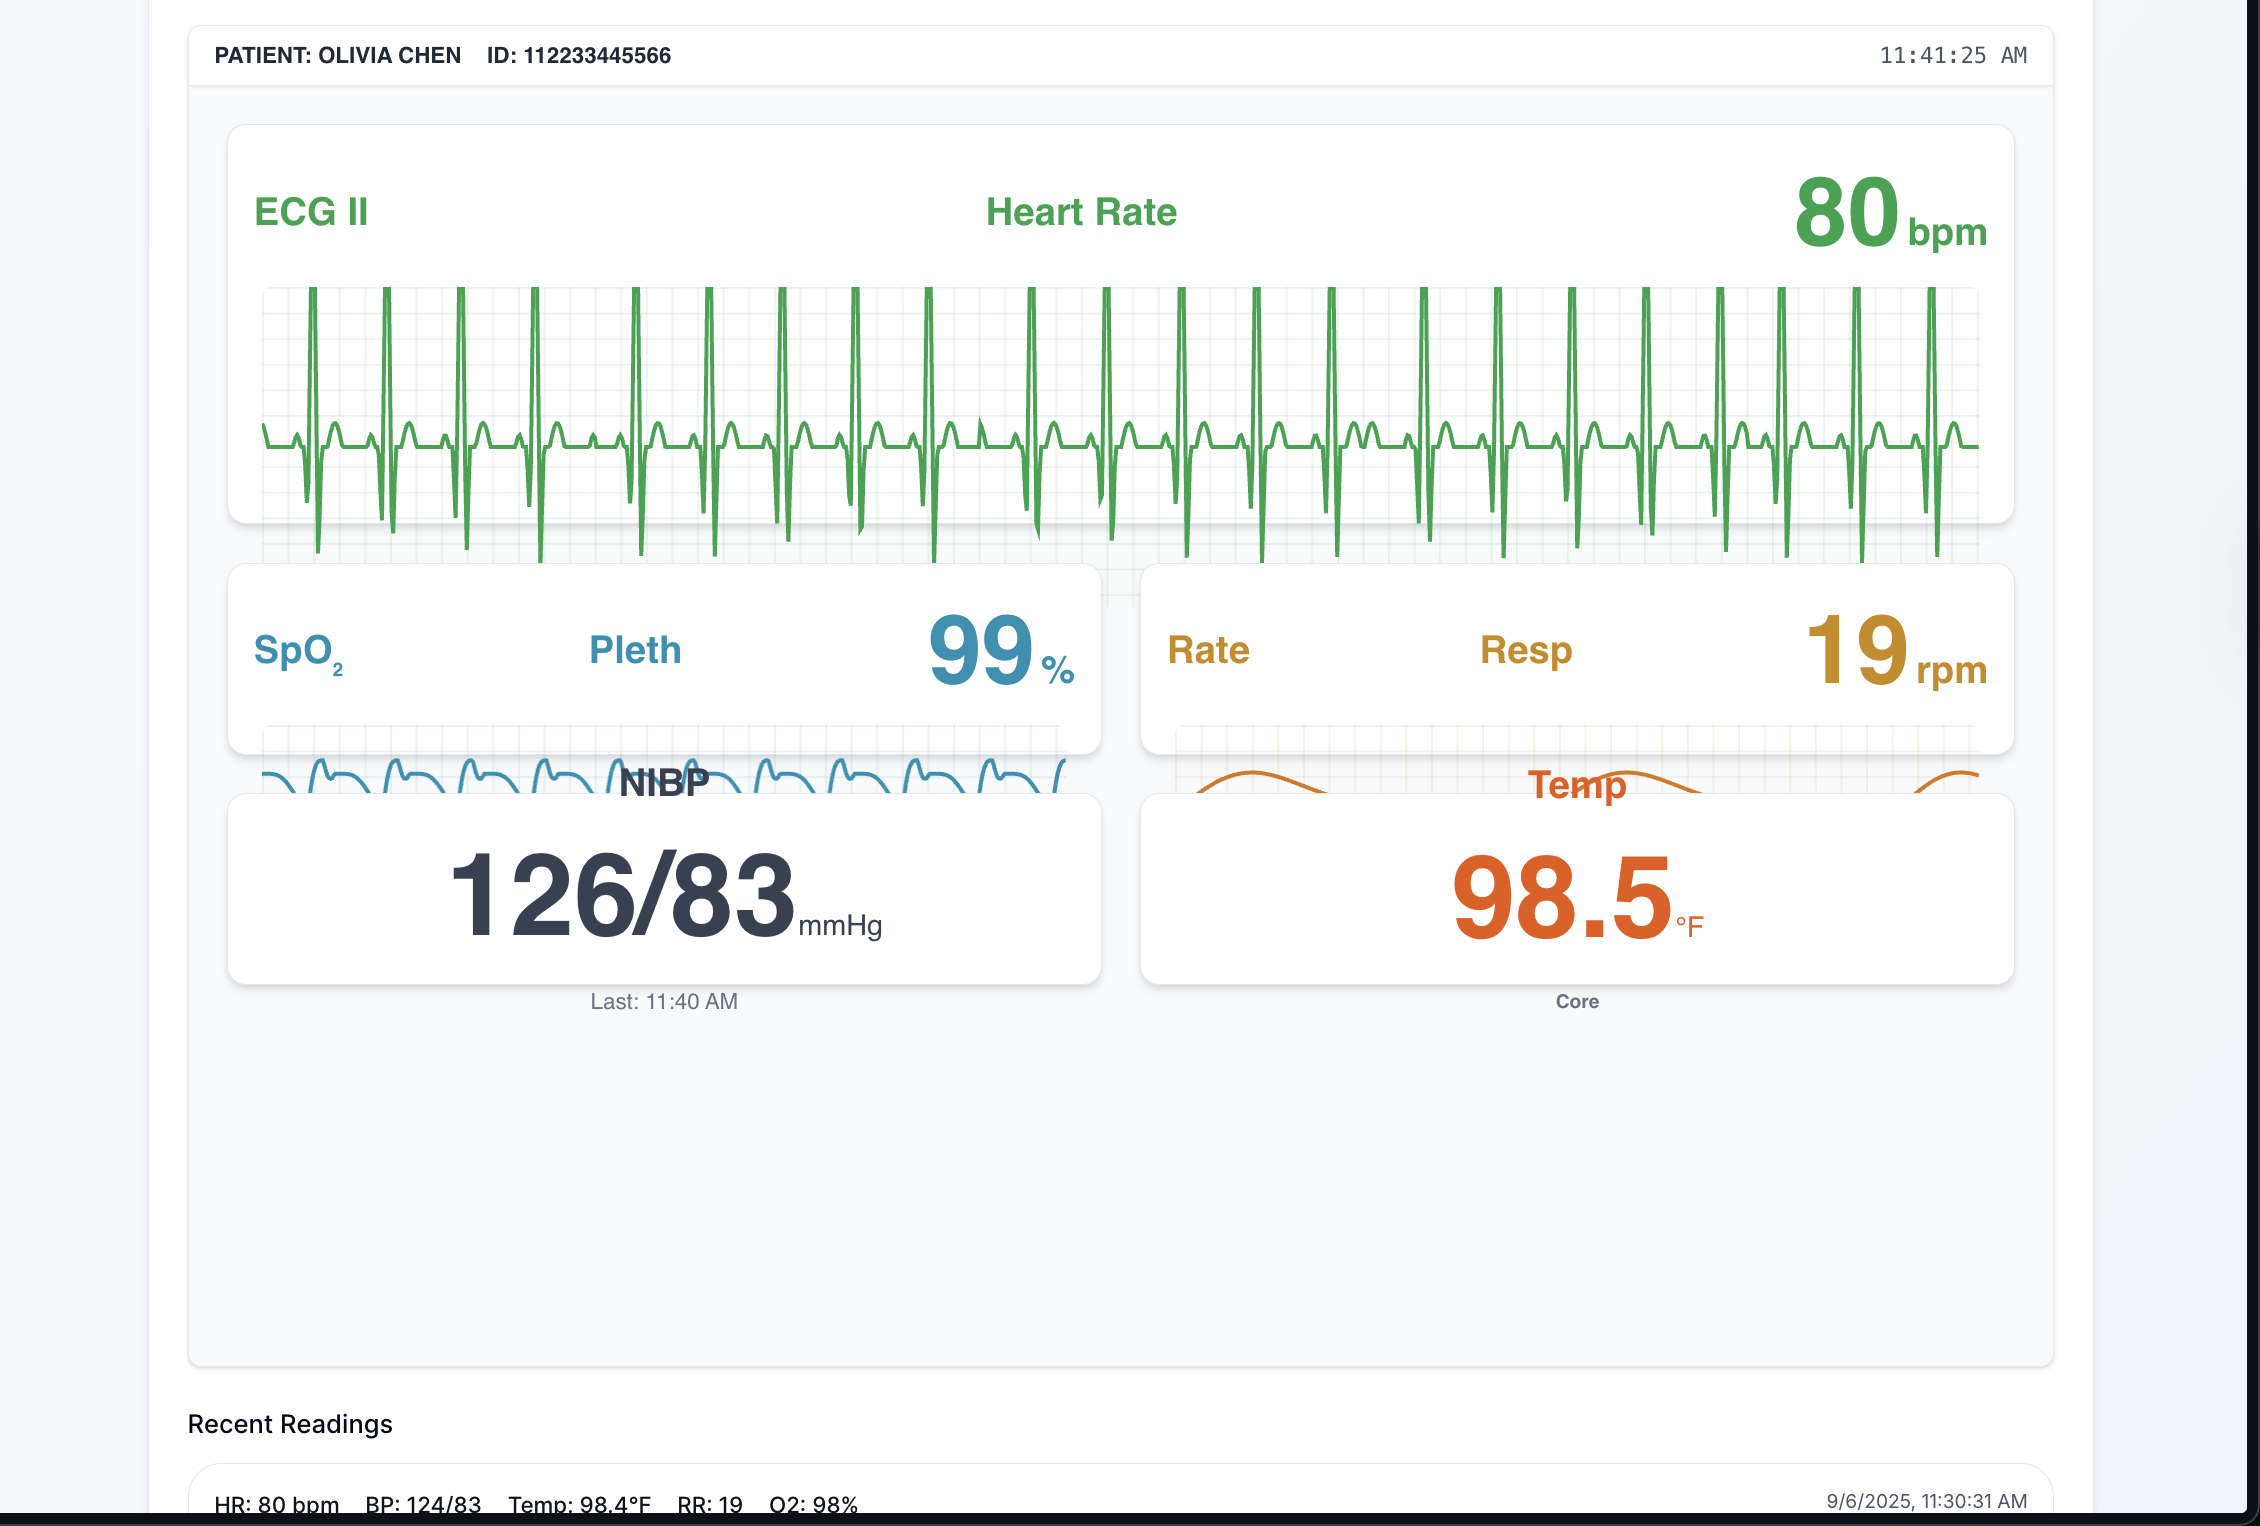 PATIENT: OLIVIA CHEN ID: 112233445566 11:41:25 AM
ECG II Heart Rate 80 bpm
SpO₂ Pleth 99 % Rate Resp 19 rpm
NIBP Temp
126/83 mmHg 98.5 °F
Last: 11:40 AM Core
Recent Readings
HR: 80 bpm BP: 124/83 Temp: 98.4°F RR: 19 O2: 98% 9/6/2025, 11:30:31 AM